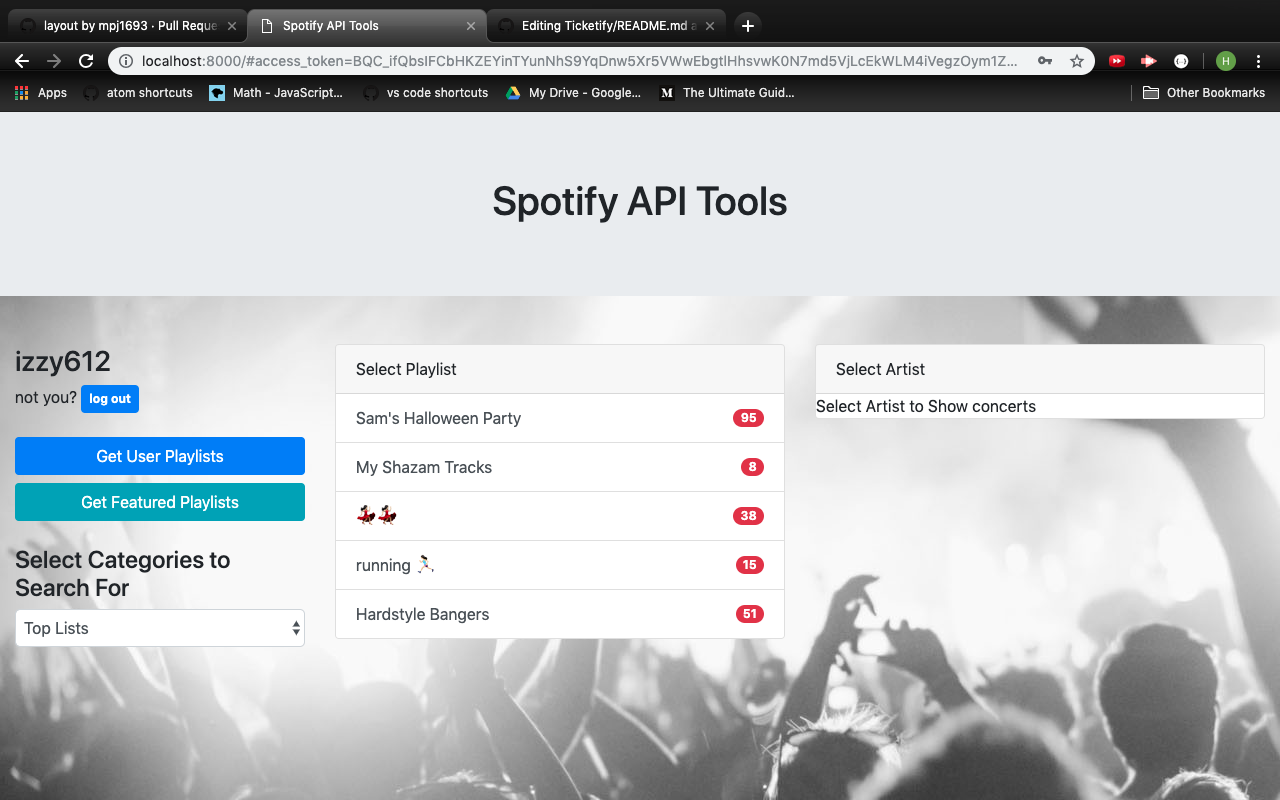 layout by mpj1693 · Pull Reque
Spotify API Tools
Editing Ticketify/README.md a
localhost:8000/#access_token=BQC_ifQbsIFCbHKZEYinTYunNhS9YqDnw5Xr5VWwEbgtlHhsvwK0N7md5VjLcEkWLM4iVegzOym1Z...
H
Apps
atom shortcuts
Math - JavaScript...
vs code shortcuts
My Drive - Google...
M
The Ultimate Guid...
Other Bookmarks
Spotify API Tools
izzy612
not you? log out
Get User Playlists
Get Featured Playlists
Select Categories to
Search For
Top Lists
Select Playlist
Sam's Halloween Party 95
My Shazam Tracks 8
💃🏻💃🏻 38
running 🏃🏻‍♀️ 15
Hardstyle Bangers 51
Select Artist
Select Artist to Show concerts